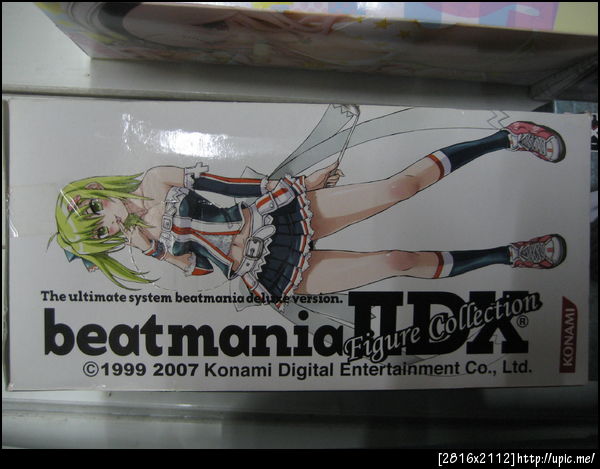 The ultimate system beatmania deluxe version.
beatmania IIDX®
Figure Collection
KONAMI
©1999 2007 Konami Digital Entertainment Co., Ltd.
[2816x2112]http://upic.me/